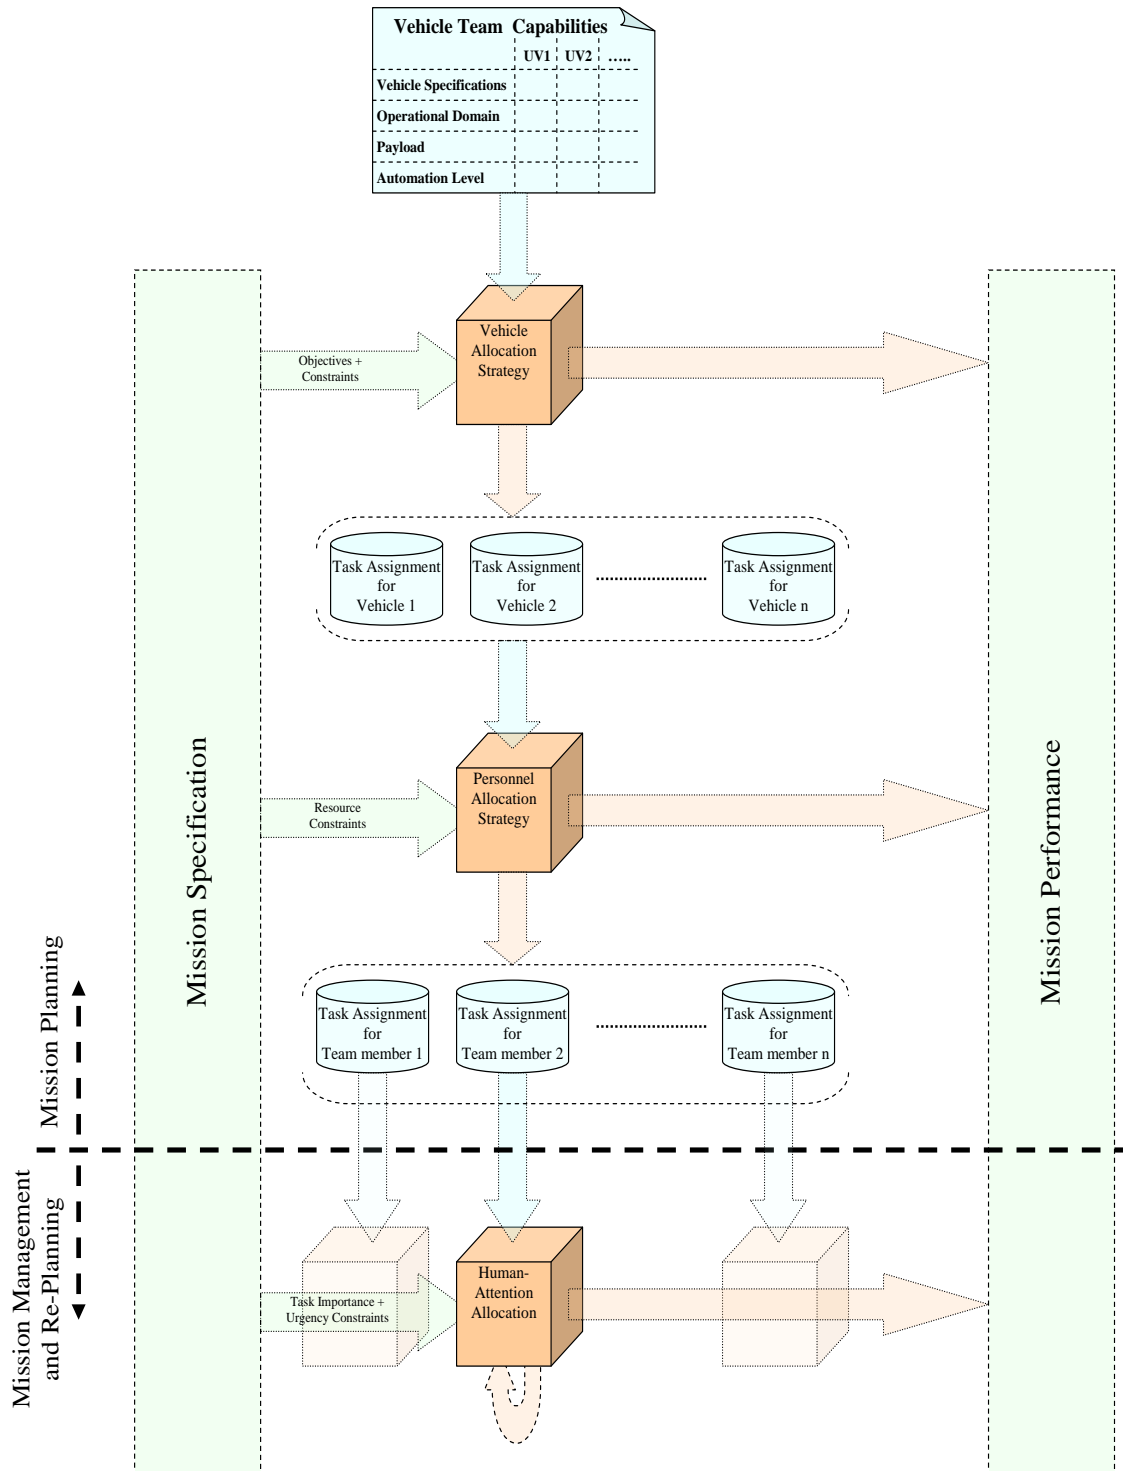 Vehicle Team Capabilities
UV1 UV2 .....
Vehicle Specifications
Operational Domain
Payload
Automation Level
Mission Specification
Objectives +
Constraints
Vehicle
Allocation
Strategy
Task Assignment
for
Vehicle 1
Task Assignment
for
Vehicle 2
Task Assignment
for
Vehicle n
Resource
Constraints
Personnel
Allocation
Strategy
Mission Performance
Task Assignment
for
Team member 1
Task Assignment
for
Team member 2
Task Assignment
for
Team member n
Mission Planning
Mission Management
and Re-Planning
Task Importance +
Urgency Constraints
Human-
Attention
Allocation